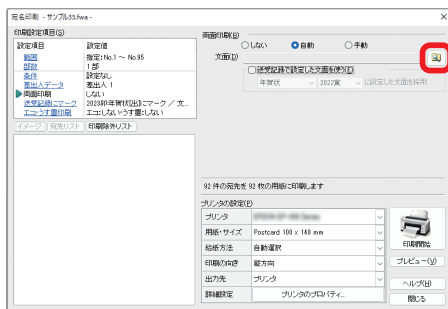 宛名印刷 - サンプル33.fwa -
印刷設定項目(S)
設定項目 設定値
範囲 指定:No.1 ～ No.95
部数 1 部
条件 設定なし
差出人データ 差出人 1
両面印刷 しない
送受記録にマーク 2023卯年賀状[出]にマーク ／ 文...
エコ・うす墨印刷 エコ:しない うす墨:しない
イメージ 宛先リスト 印刷除外リスト
両面印刷(B)
しない 自動 手動
文面(D)
送受記録で設定した文面を使う(E)
年賀状 2022寅 に設定した文面を採用
92 件の宛先を 92 枚の用紙に印刷します
プリンタの設定(P)
プリンタ
用紙・サイズ Postcard 100 x 148 mm
給紙方法 自動選択
印刷の向き 縦方向
出力先 プリンタ
詳細設定 プリンタのプロパティ...
印刷開始
プレビュー(V)
ヘルプ(H)
閉じる